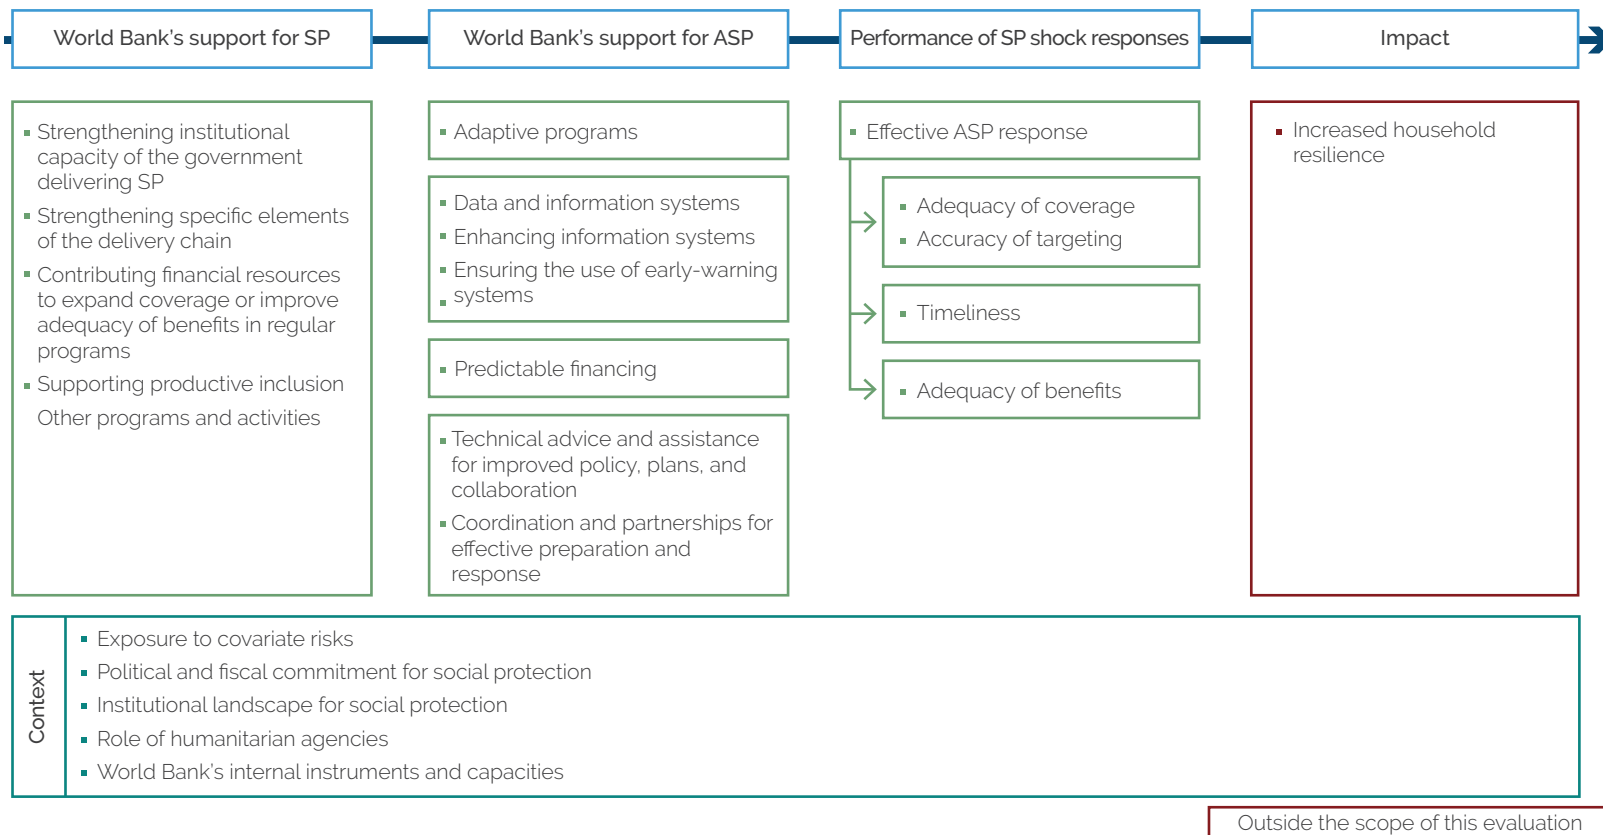 World Bank's support for SP
World Bank's support for ASP
Performance of SP shock responses
Impact
▪ Strengthening institutional
capacity of the government
delivering SP
▪ Strengthening specific elements
of the delivery chain
▪ Contributing financial resources
to expand coverage or improve
adequacy of benefits in regular
programs
▪ Supporting productive inclusion
Other programs and activities
▪ Adaptive programs
▪ Data and information systems
▪ Enhancing information systems
▪ Ensuring the use of early-warning
▪ systems
▪ Predictable financing
▪ Technical advice and assistance
for improved policy, plans, and
collaboration
▪ Coordination and partnerships for
effective preparation and
response
▪ Effective ASP response
▪ Adequacy of coverage
▪ Accuracy of targeting
▪ Timeliness
▪ Adequacy of benefits
▪ Increased household
resilience
Context
▪ Exposure to covariate risks
▪ Political and fiscal commitment for social protection
▪ Institutional landscape for social protection
▪ Role of humanitarian agencies
▪ World Bank's internal instruments and capacities
Outside the scope of this evaluation